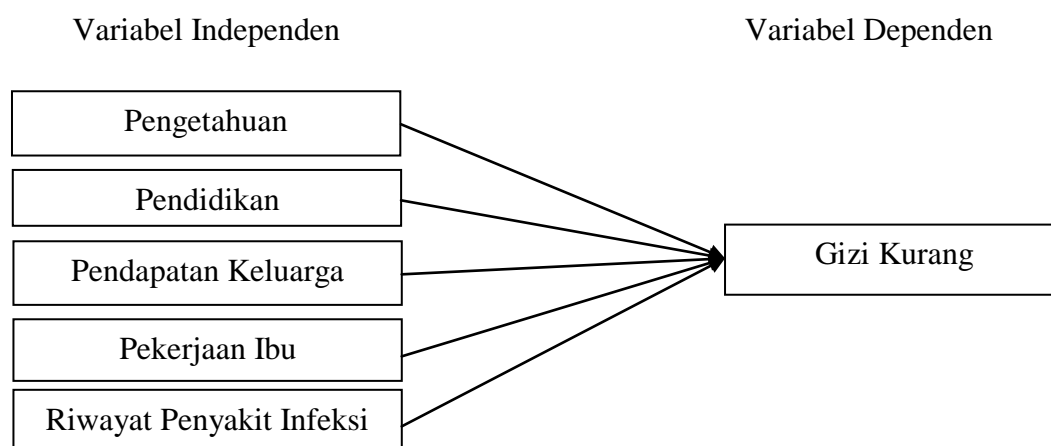 Variabel Independen
Variabel Dependen
Pengetahuan
Pendidikan
Pendapatan Keluarga
Pekerjaan Ibu
Riwayat Penyakit Infeksi
Gizi Kurang